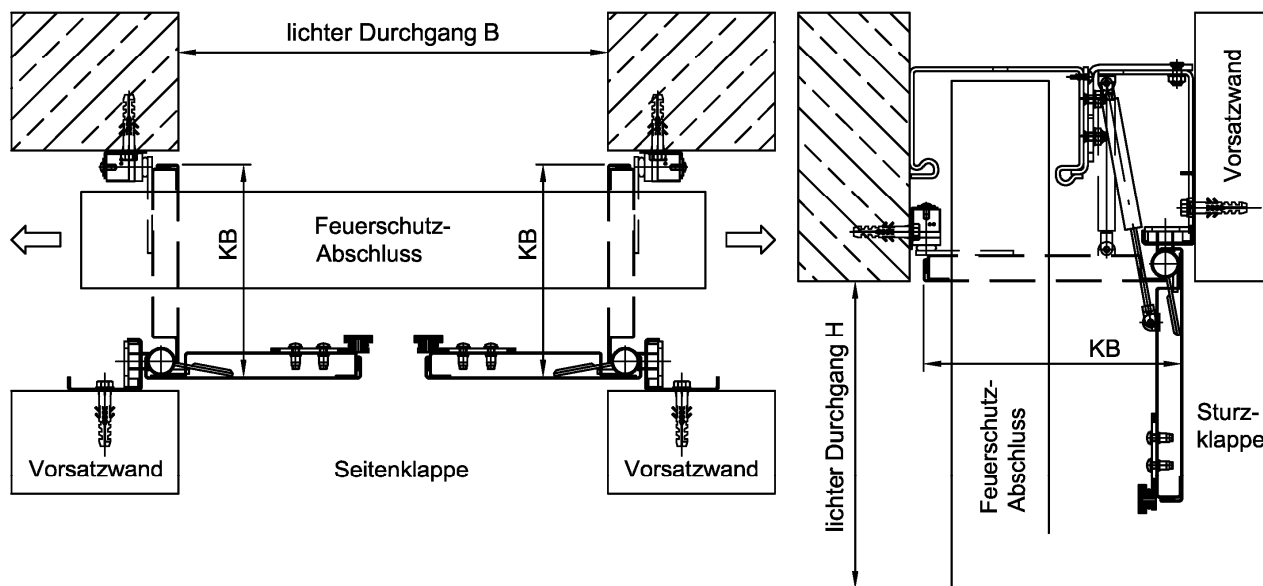 lichter Durchgang B
Feuerschutz-
Abschluss
KB
KB
Vorsatzwand
Seitenklappe
Vorsatzwand
Vorsatzwand
lichter Durchgang H
KB
Feuerschutz-
Abschluss
Sturz-
klappe